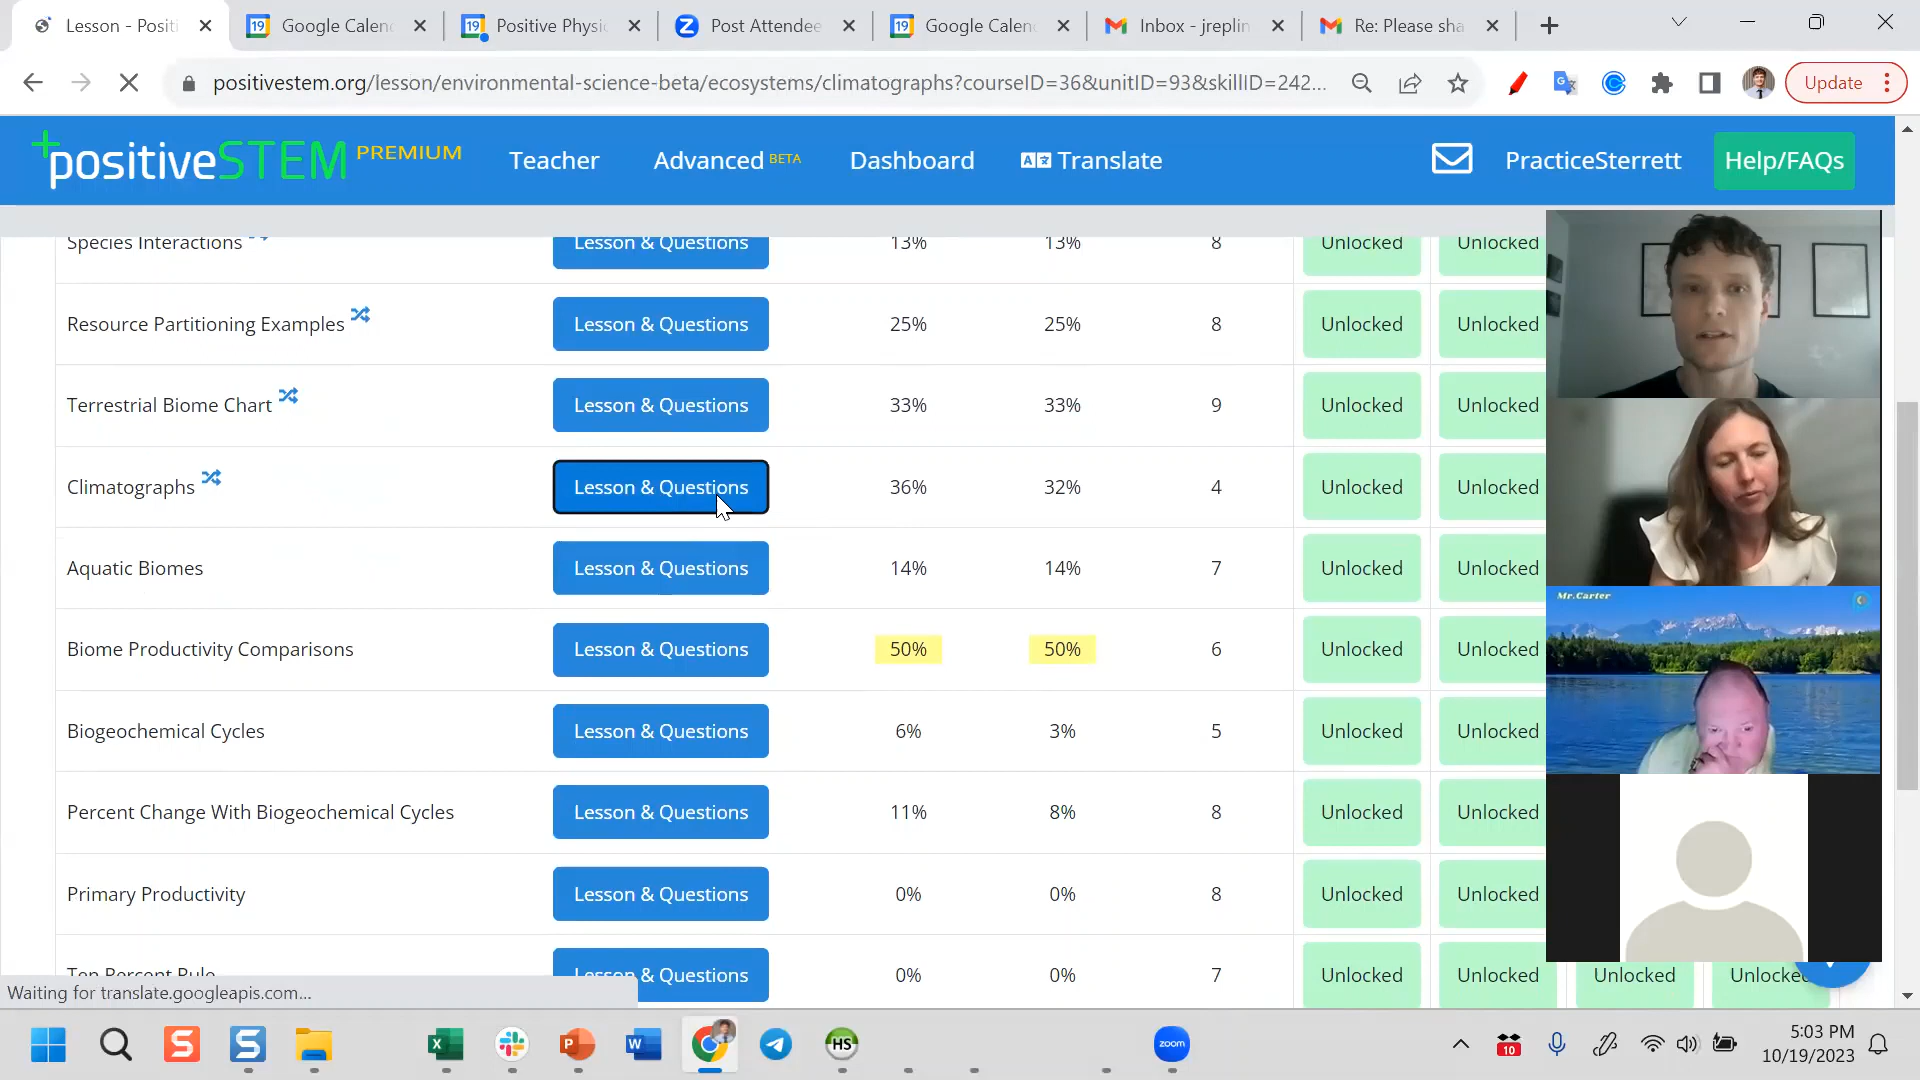 Lesson - Positi
Google Calen
Positive Physic
Post Attendee
Google Calen
Inbox - jreplin
Re: Please sha
positivestem.org/lesson/environmental-science-beta/ecosystems/climatographs?courseID=36&unitID=93&skillID=242...
Update
+positiveSTEM PREMIUM
Teacher
Advanced BETA
Dashboard
Translate
PracticeSterrett
Help/FAQs
Species Interactions Lesson & Questions 13% 13% 8 Unlocked Unlocked
Resource Partitioning Examples Lesson & Questions 25% 25% 8 Unlocked Unlocked
Terrestrial Biome Chart Lesson & Questions 33% 33% 9 Unlocked Unlocked
Climatographs Lesson & Questions 36% 32% 4 Unlocked Unlocked
Aquatic Biomes Lesson & Questions 14% 14% 7 Unlocked Unlocked
Mr.Carter
Biome Productivity Comparisons Lesson & Questions 50% 50% 6 Unlocked Unlocked
Biogeochemical Cycles Lesson & Questions 6% 3% 5 Unlocked Unlocked
Percent Change With Biogeochemical Cycles Lesson & Questions 11% 8% 8 Unlocked Unlocked
Primary Productivity Lesson & Questions 0% 0% 8 Unlocked Unlocked
Ten Percent Rule Lesson & Questions 0% 0% 7 Unlocked Unlocked Unlocked Unlocked
Waiting for translate.googleapis.com...
zoom
10
5:03 PM
10/19/2023